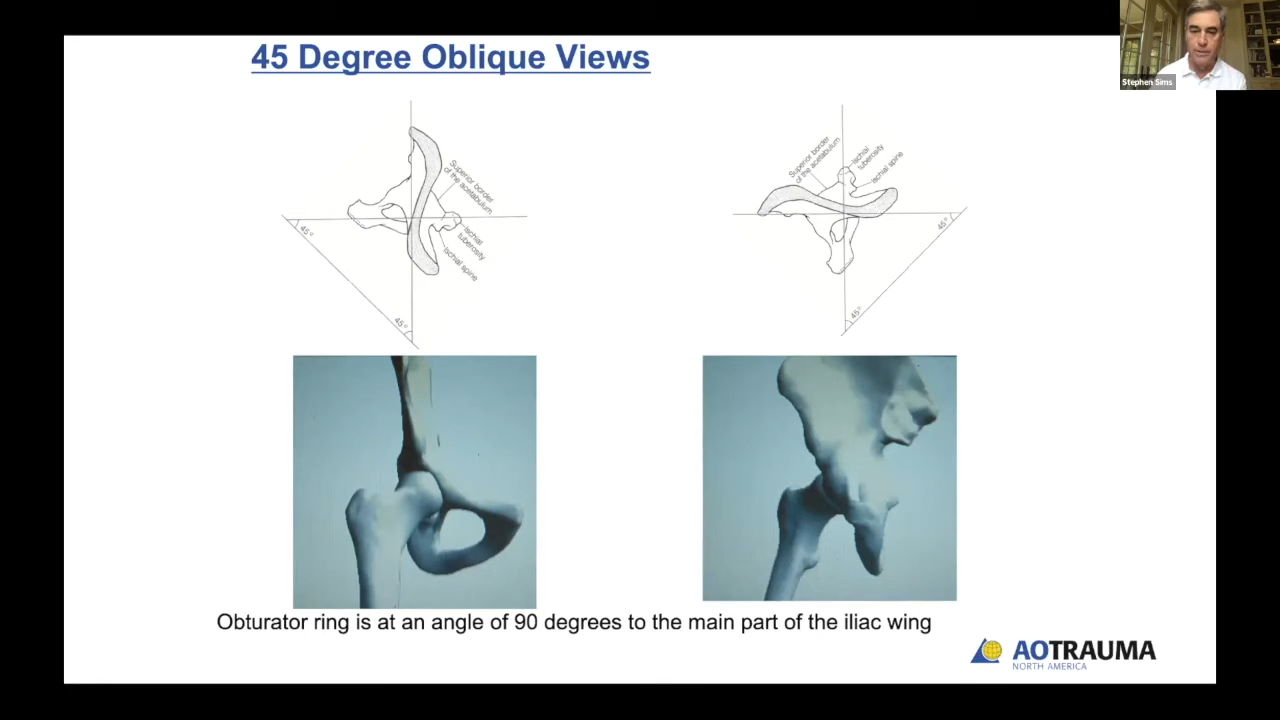 45 Degree Oblique Views
Stephen Sims
Superior border
of the acetabulum
Ischial
tuberosity
Ischial spine
45°
45°
Superior border
of the acetabulum
Ischial
tuberosity
Ischial spine
45°
45°
Obturator ring is at an angle of 90 degrees to the main part of the iliac wing
AOTRAUMA
NORTH AMERICA